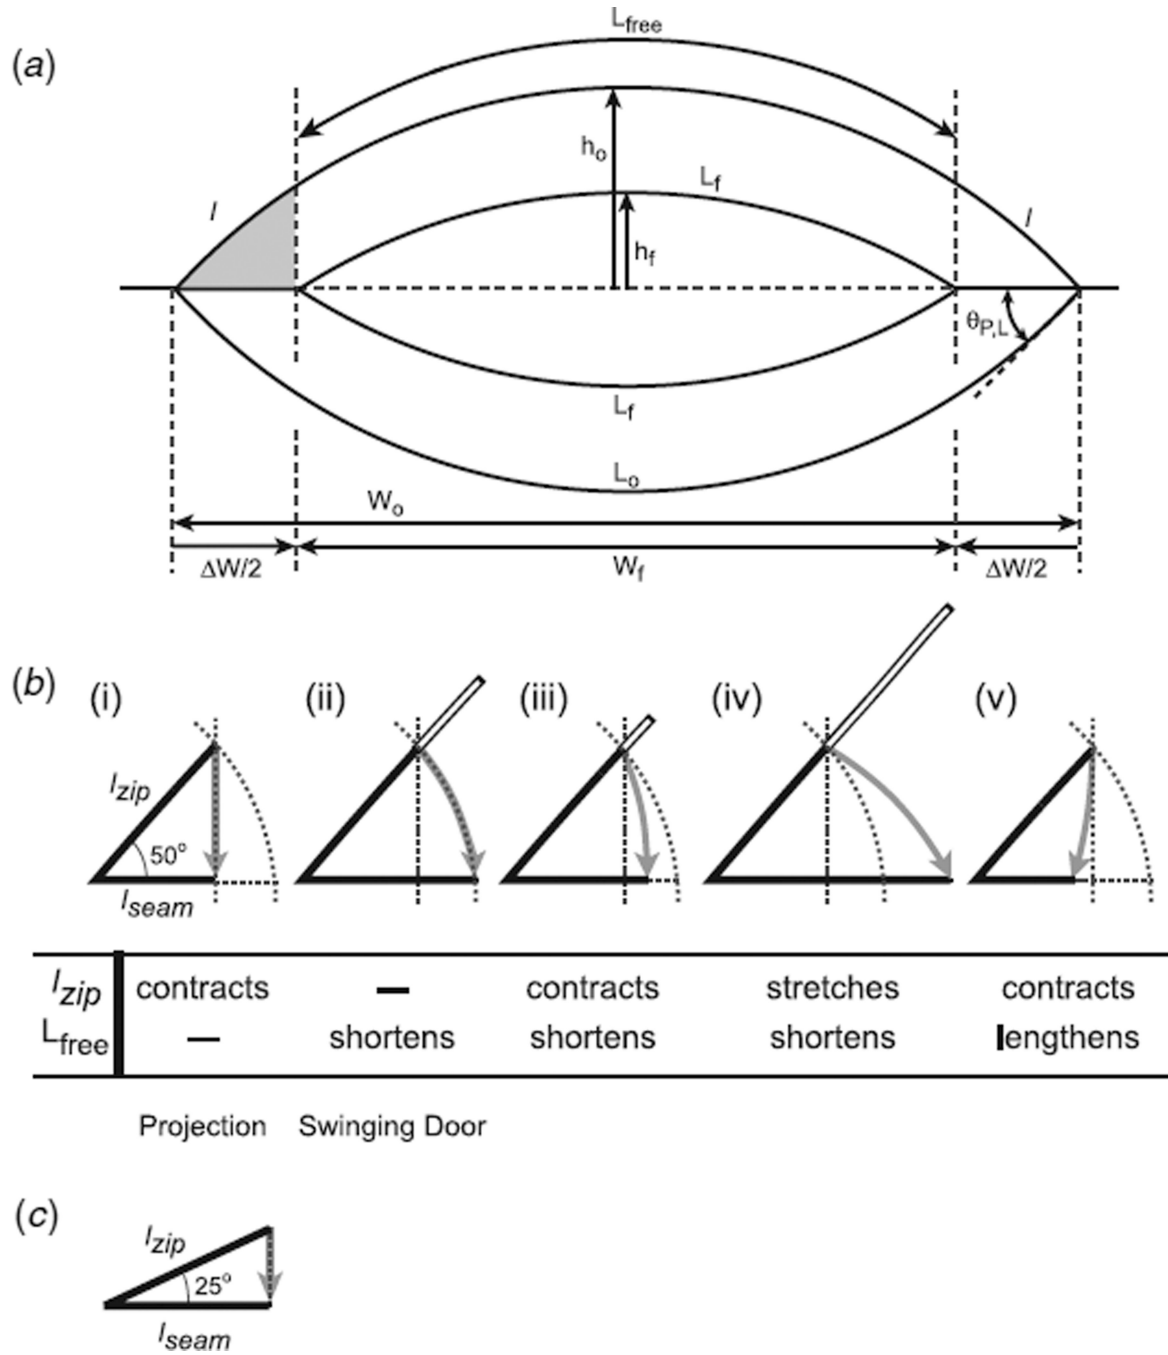 (a)
L_free
h_o
L_f
l
l
h_f
θ_P,L
L_f
L_o
W_o
ΔW/2
W_f
ΔW/2
(b)
(i) (ii) (iii) (iv) (v)
l_zip
50°
l_seam
l_zip contracts — contracts stretches contracts
L_free — shortens shortens shortens lengthens
Projection Swinging Door
(c)
l_zip
25°
l_seam